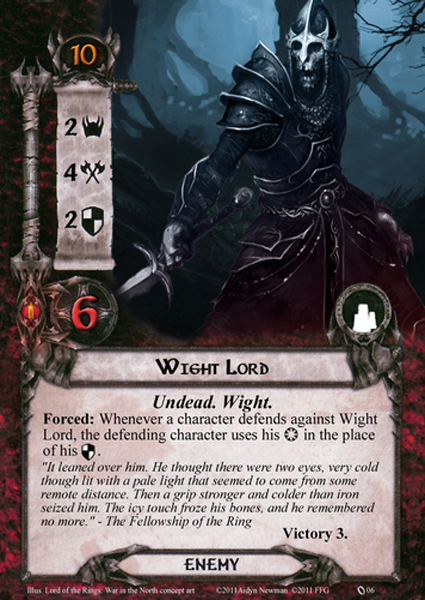 10
2
4
2
6
Wight Lord
Undead. Wight.
Forced: Whenever a character defends against Wight
Lord, the defending character uses his in the place
of his .
"It leaned over him. He thought there were two eyes, very cold
though lit with a pale light that seemed to come from some
remote distance. Then a grip stronger and colder than iron
seized him. The icy touch froze his bones, and he remembered
no more." - The Fellowship of the Ring
Victory 3.
ENEMY
Illus. Lord of the Rings: War in the North concept art ©2011Aidyn Newman ©2011 FFG 06